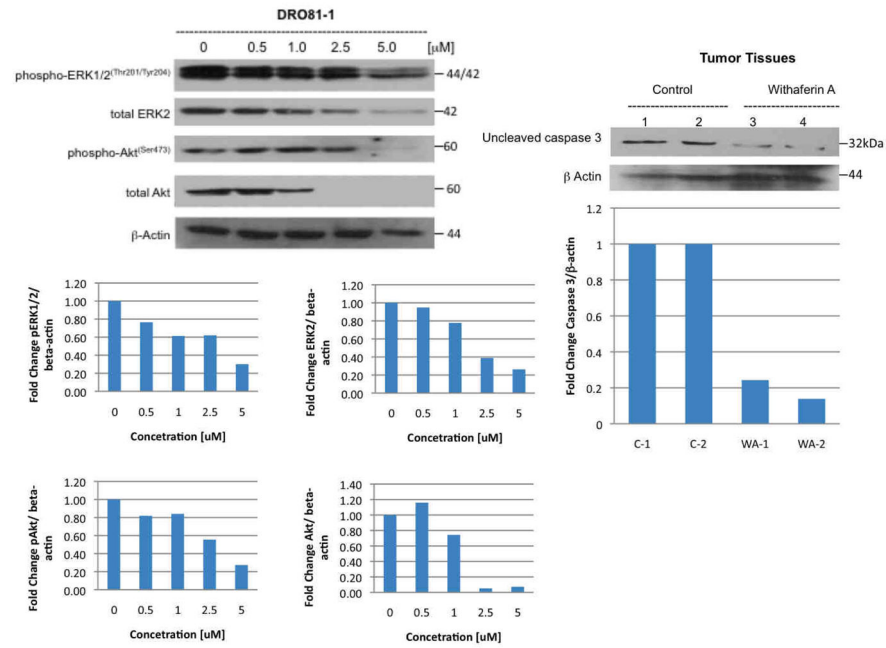 DRO81-1
0 0.5 1.0 2.5 5.0 [µM]
phospho-ERK1/2(Thr201/Tyr204) 44/42
total ERK2 42
phospho-Akt(Ser473) 60
total Akt 60
β-Actin 44
Tumor Tissues
Control Withaferin A
1 2 3 4
Uncleaved caspase 3 32kDa
β Actin 44
Fold Change pERK1/2/
beta-actin
1.20
1.00
0.80
0.60
0.40
0.20
0.00
0 0.5 1 2.5 5
Concetration [uM]
Fold Change ERK2/ beta-
actin
1.20
1.00
0.80
0.60
0.40
0.20
0.00
0 0.5 1 2.5 5
Concetration [uM]
Fold Change Caspase 3/β-actin
1.2
1
0.8
0.6
0.4
0.2
0
C-1 C-2 WA-1 WA-2
Fold Change pAkt/ beta-
actin
1.20
1.00
0.80
0.60
0.40
0.20
0.00
0 0.5 1 2.5 5
Concetration [uM]
Fold Change Akt/ beta-
actin
1.40
1.20
1.00
0.80
0.60
0.40
0.20
0.00
0 0.5 1 2.5 5
Concetration [uM]